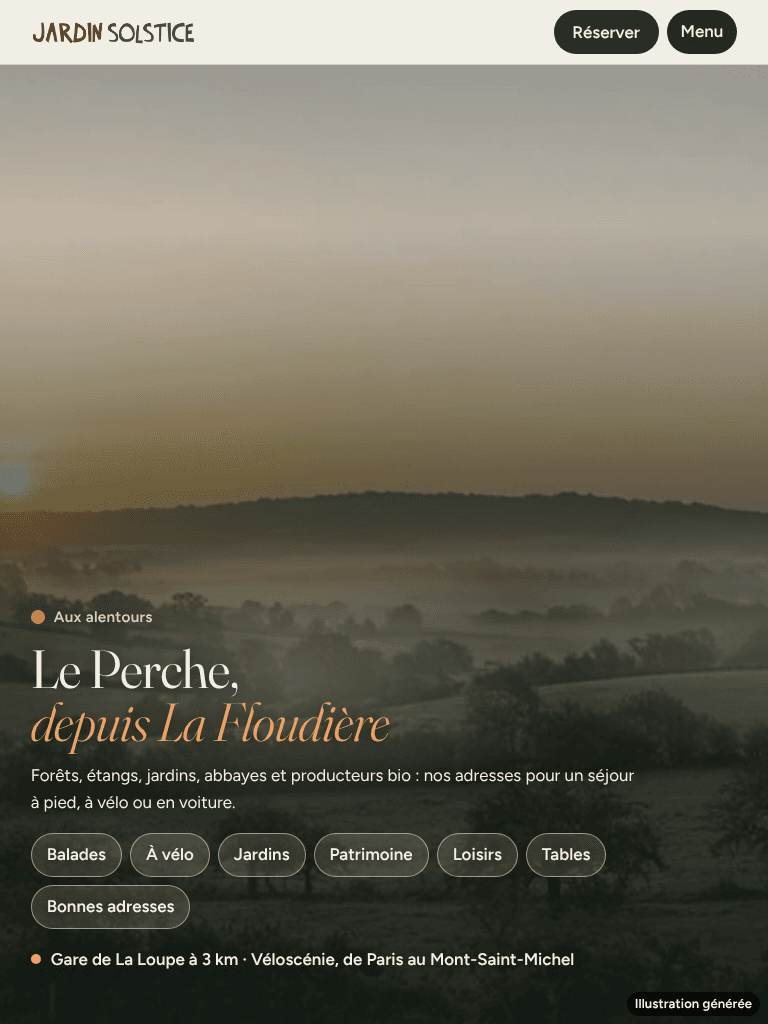 JARDIN SOLSTICE
Réserver
Menu
Aux alentours
Le Perche,
depuis La Floudière
Forêts, étangs, jardins, abbayes et producteurs bio : nos adresses pour un séjour
à pied, à vélo ou en voiture.
Balades
À vélo
Jardins
Patrimoine
Loisirs
Tables
Bonnes adresses
Gare de La Loupe à 3 km · Véloscénie, de Paris au Mont-Saint-Michel
Illustration générée